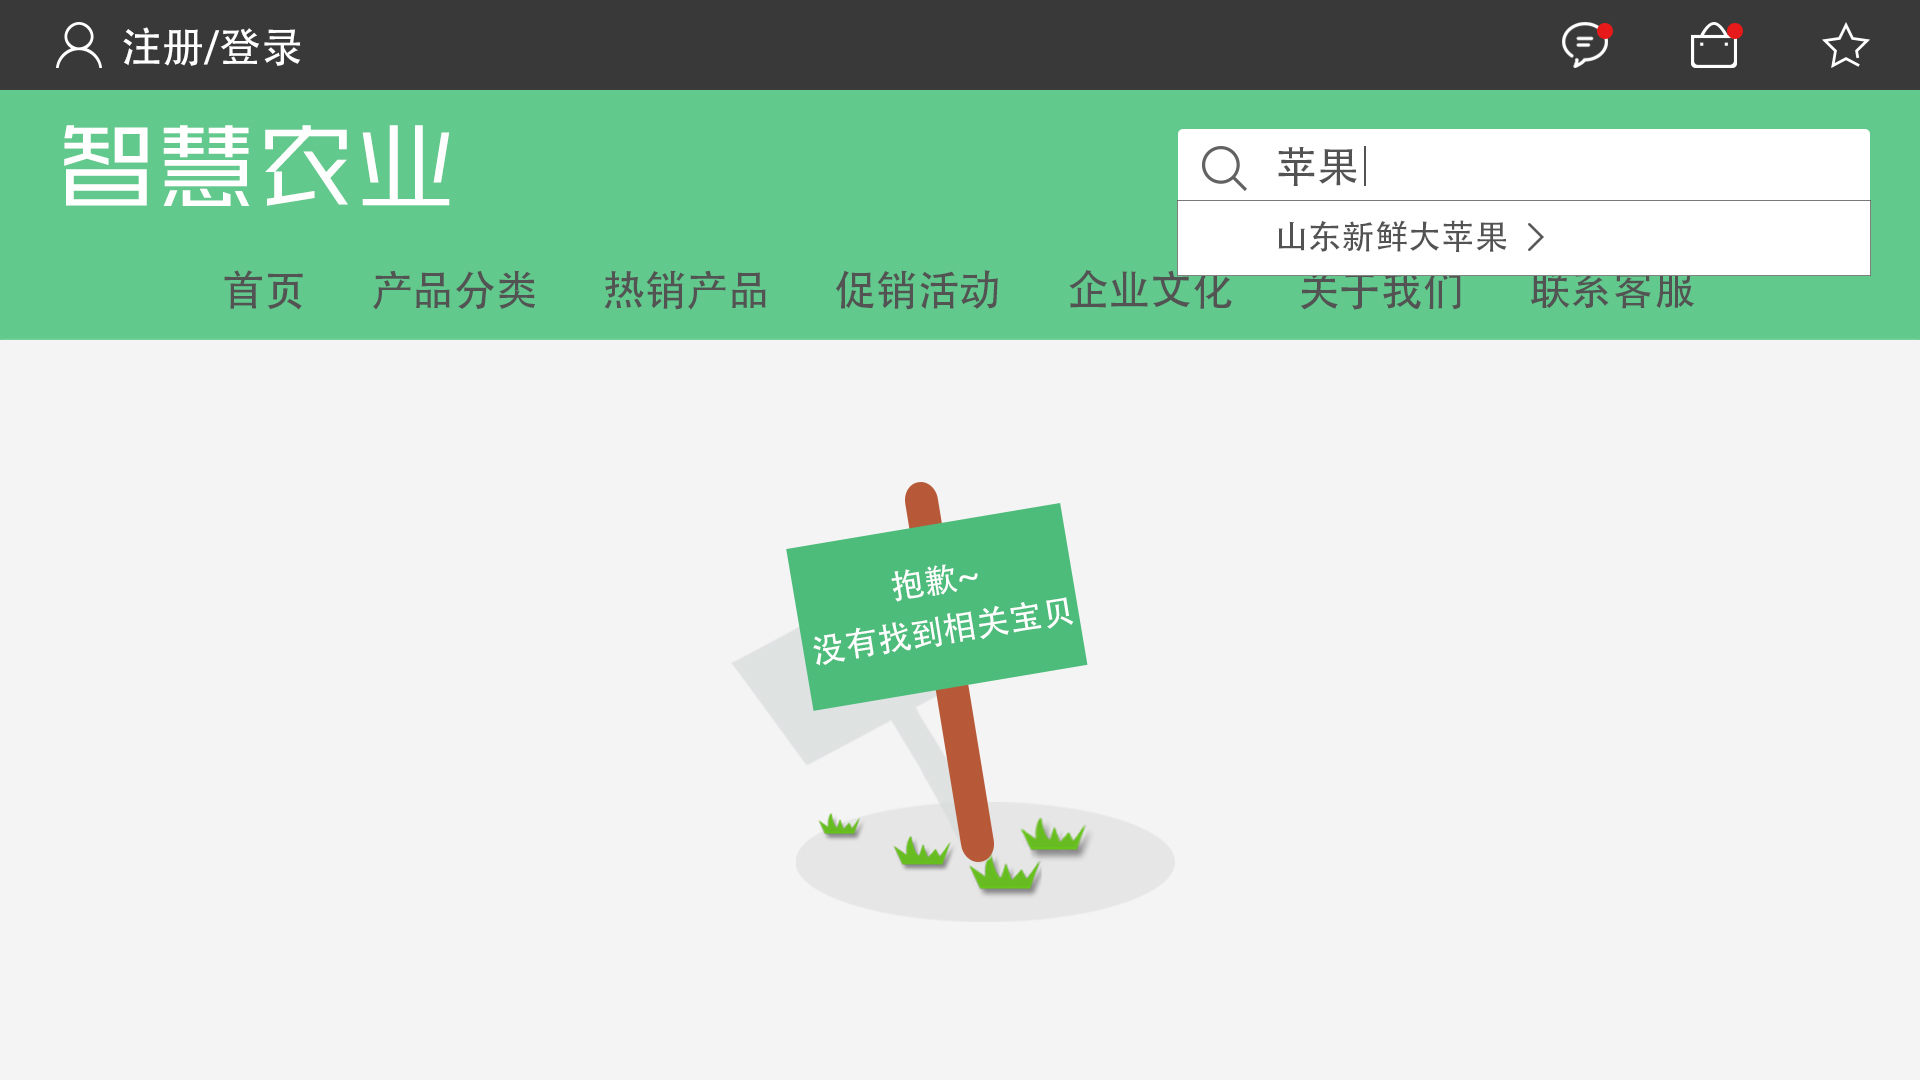 注册/登录
智慧农业
苹果
山东新鲜大苹果
首页 产品分类 热销产品 促销活动 企业文化 关于我们 联系客服
抱歉~
没有找到相关宝贝